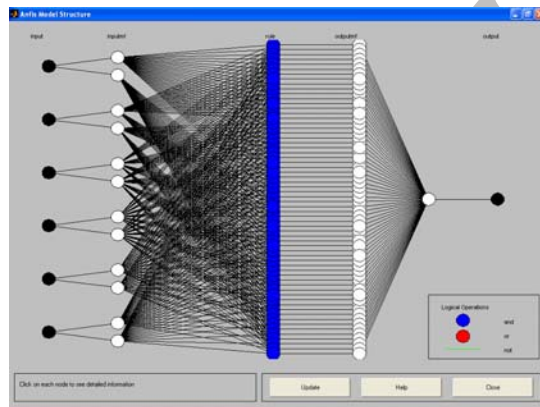 Anfis Model Structure
input
inputmf
rule
outputmf
output
Logical Operations
and
or
not
Click on each node to see detailed information
Update
Help
Close